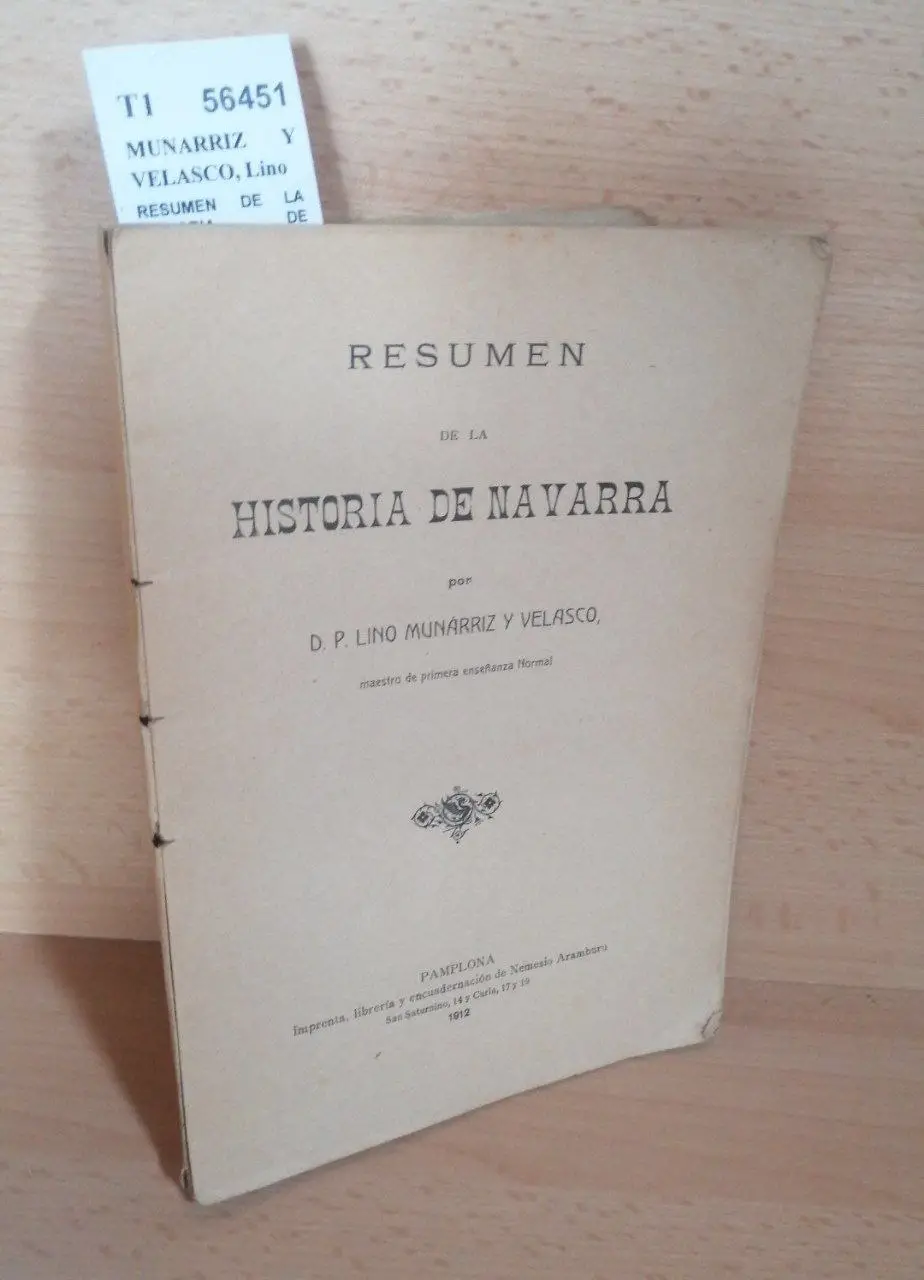 T1 56451
MUNARRIZ Y
VELASCO, Lino
RESUMEN DE LA
DE
RESUMEN
DE LA
HISTORIA DE NAVARRA
por
D. P. LINO MUNÁRRIZ Y VELASCO,
maestro de primera enseñanza Normal
PAMPLONA
Imprenta, librería y encuadernación de Nemesio Aramburu
San Saturnino, 14 y Curia, 17 y 19
1912